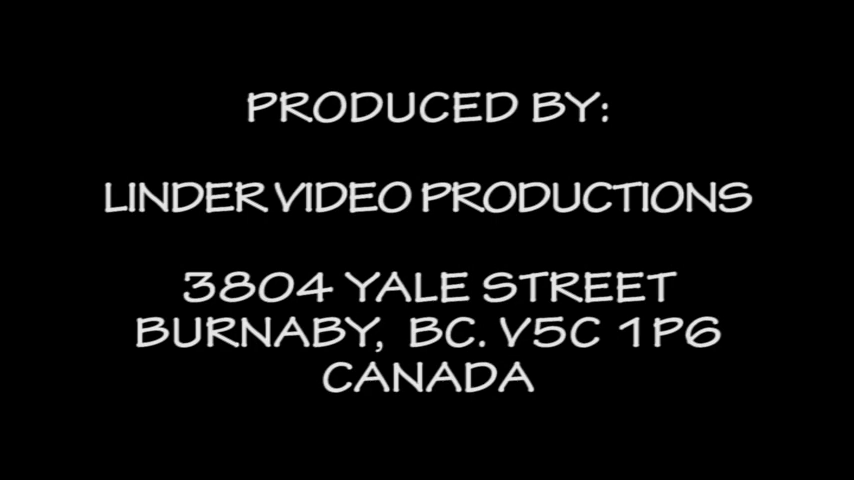 PRODUCED BY:
LINDER VIDEO PRODUCTIONS
3804 YALE STREET
BURNABY, BC. V5C 1P6
CANADA